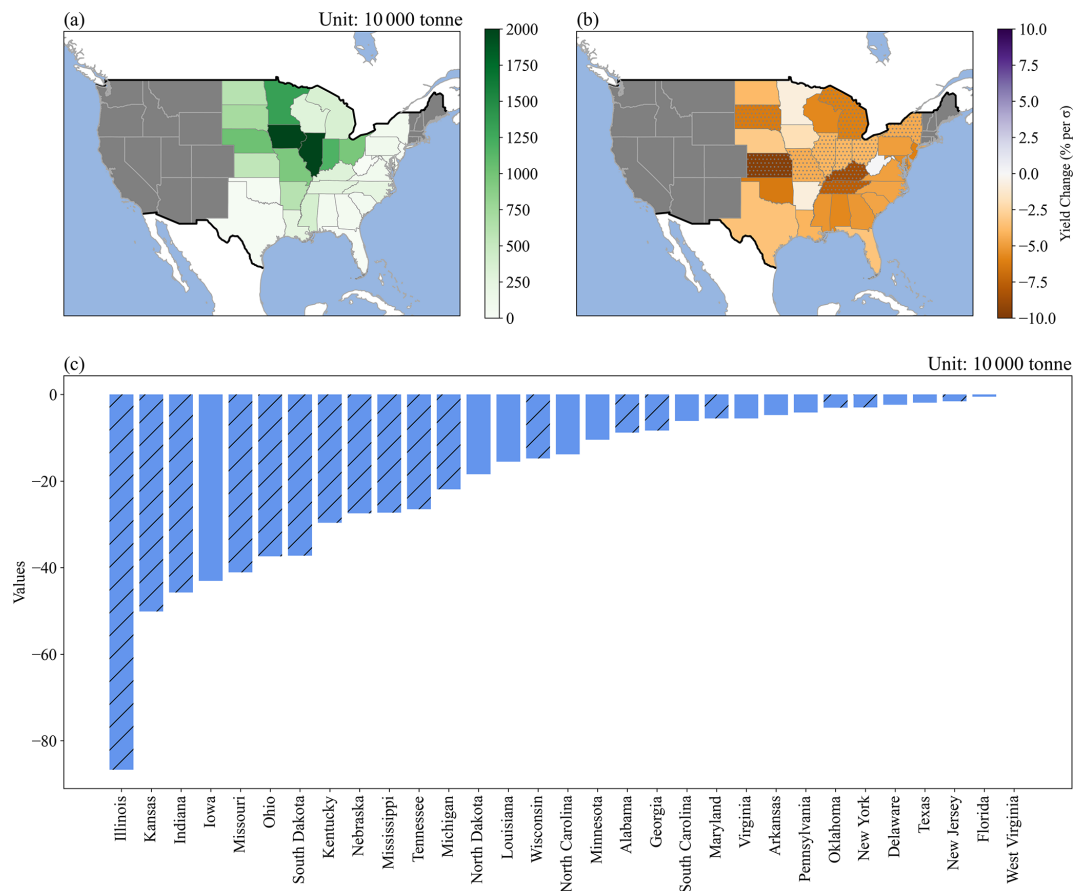 (a) Unit: 10 000 tonne
2000
1750
1500
1250
1000
750
500
250
0
(b)
10.0
7.5
5.0
2.5
0.0
−2.5
−5.0
−7.5
−10.0
Yield Change (% per σ)
(c) Unit: 10 000 tonne
0
−20
−40
−60
−80
Values
Illinois
Kansas
Indiana
Iowa
Missouri
Ohio
South Dakota
Kentucky
Nebraska
Mississippi
Tennessee
Michigan
North Dakota
Louisiana
Wisconsin
North Carolina
Minnesota
Alabama
Georgia
South Carolina
Maryland
Virginia
Arkansas
Pennsylvania
Oklahoma
New York
Delaware
Texas
New Jersey
Florida
West Virginia